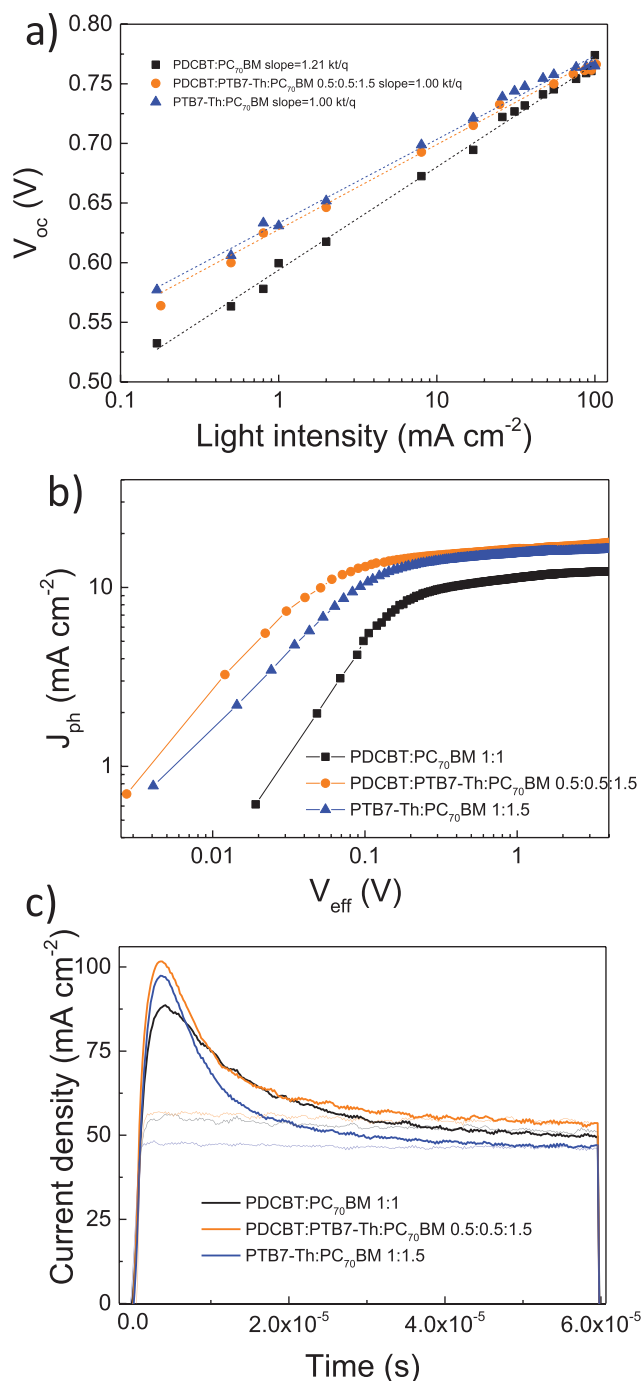 a)
0.80
0.75
0.70
0.65
0.60
0.55
0.50
V_oc (V)
PDCBT:PC₇₀BM slope=1.21 kt/q
PDCBT:PTB7-Th:PC₇₀BM 0.5:0.5:1.5 slope=1.00 kt/q
PTB7-Th:PC₇₀BM slope=1.00 kt/q
0.1 1 10 100
Light intensity (mA cm⁻²)
b)
10
1
J_ph (mA cm⁻²)
PDCBT:PC₇₀BM 1:1
PDCBT:PTB7-Th:PC₇₀BM 0.5:0.5:1.5
PTB7-Th:PC₇₀BM 1:1.5
0.01 0.1 1
V_eff (V)
c)
100
75
50
25
0
Current density (mA cm⁻²)
PDCBT:PC₇₀BM 1:1
PDCBT:PTB7-Th:PC₇₀BM 0.5:0.5:1.5
PTB7-Th:PC₇₀BM 1:1.5
0.0 2.0x10⁻⁵ 4.0x10⁻⁵ 6.0x10⁻⁵
Time (s)